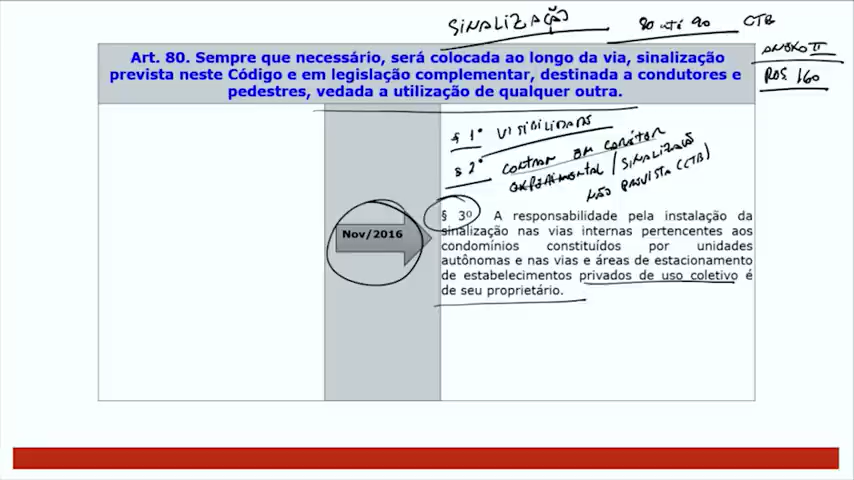 SINALIZAÇÃO 80 até 90 CTB
ANEXO II
RES 160
Art. 80. Sempre que necessário, será colocada ao longo da via, sinalização
prevista neste Código e em legislação complementar, destinada a condutores e
pedestres, vedada a utilização de qualquer outra.
§ 1º VISIBILIDADE
§ 2º CONTRAN EM CARÁTER
EXPERIMENTAL / SINALIZAÇÃO
NÃO PREVISTA (CTB)
Nov/2016
§ 3º A responsabilidade pela instalação da
sinalização nas vias internas pertencentes aos
condomínios constituídos por unidades
autônomas e nas vias e áreas de estacionamento
de estabelecimentos privados de uso coletivo é
de seu proprietário.